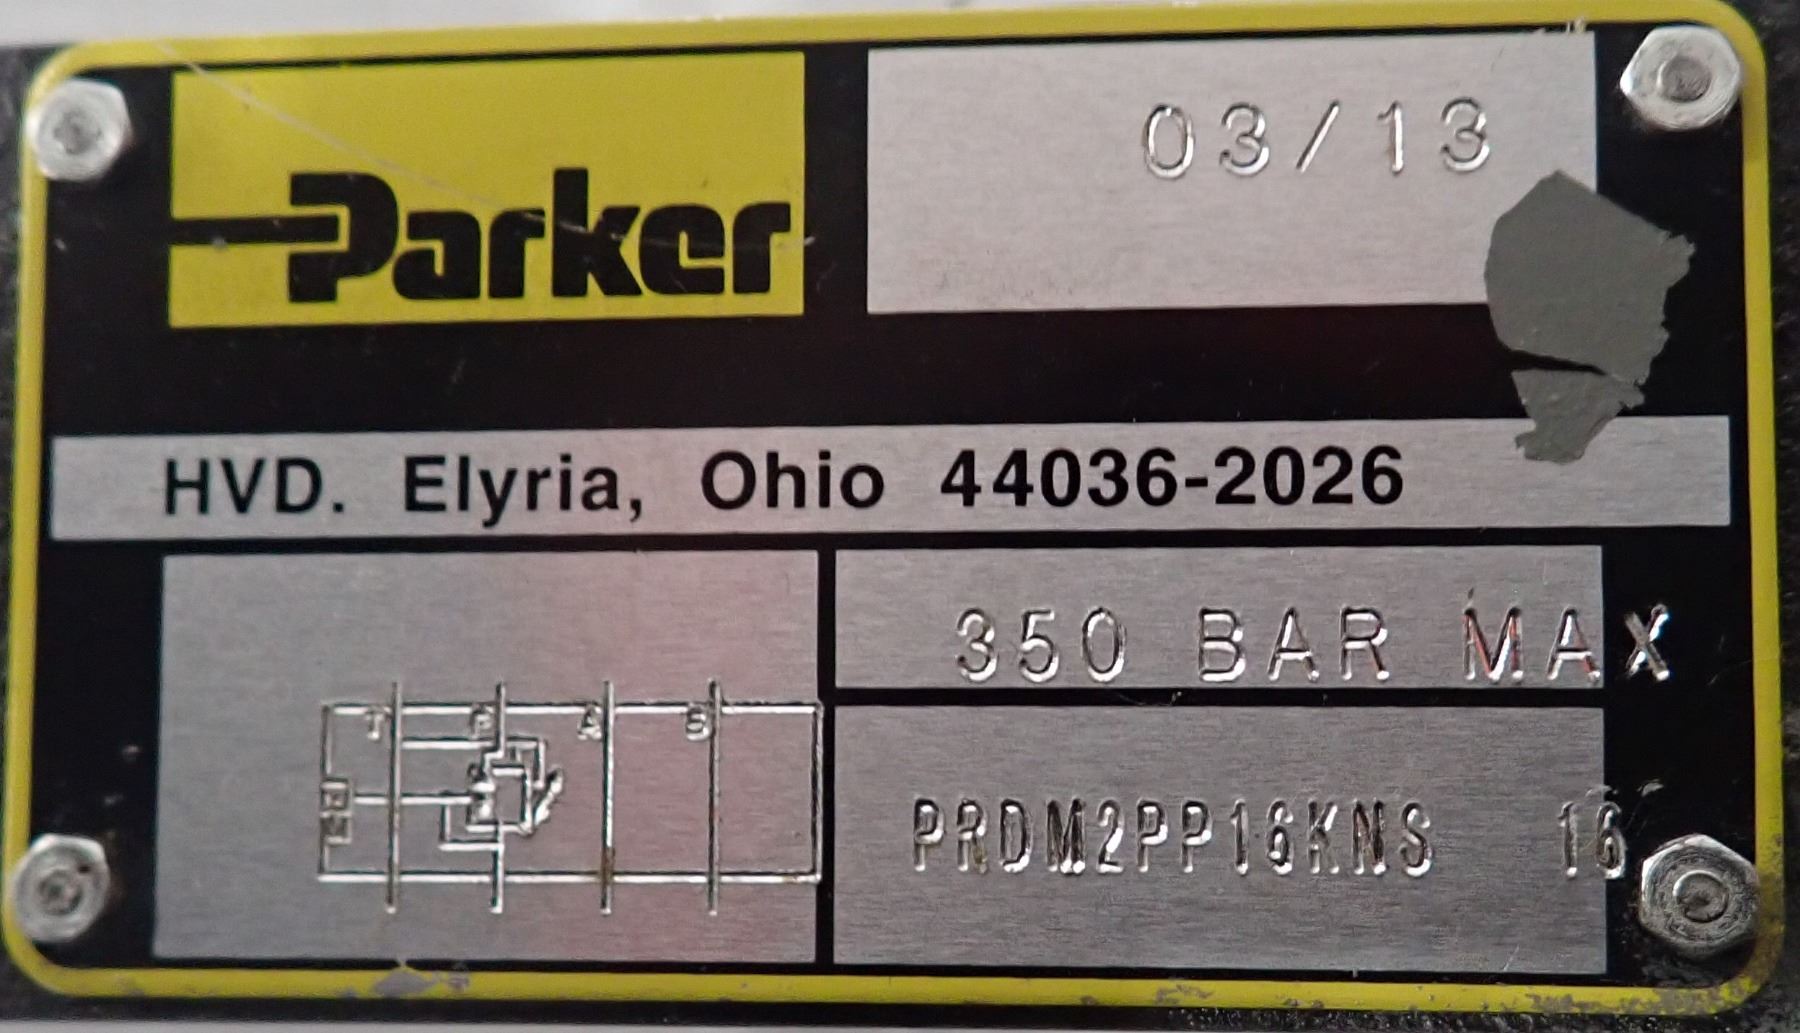 Parker
03/13
HVD. Elyria, Ohio 44036-2026
350 BAR MAX
T P A B
M
PRDM2PP16KNS 16